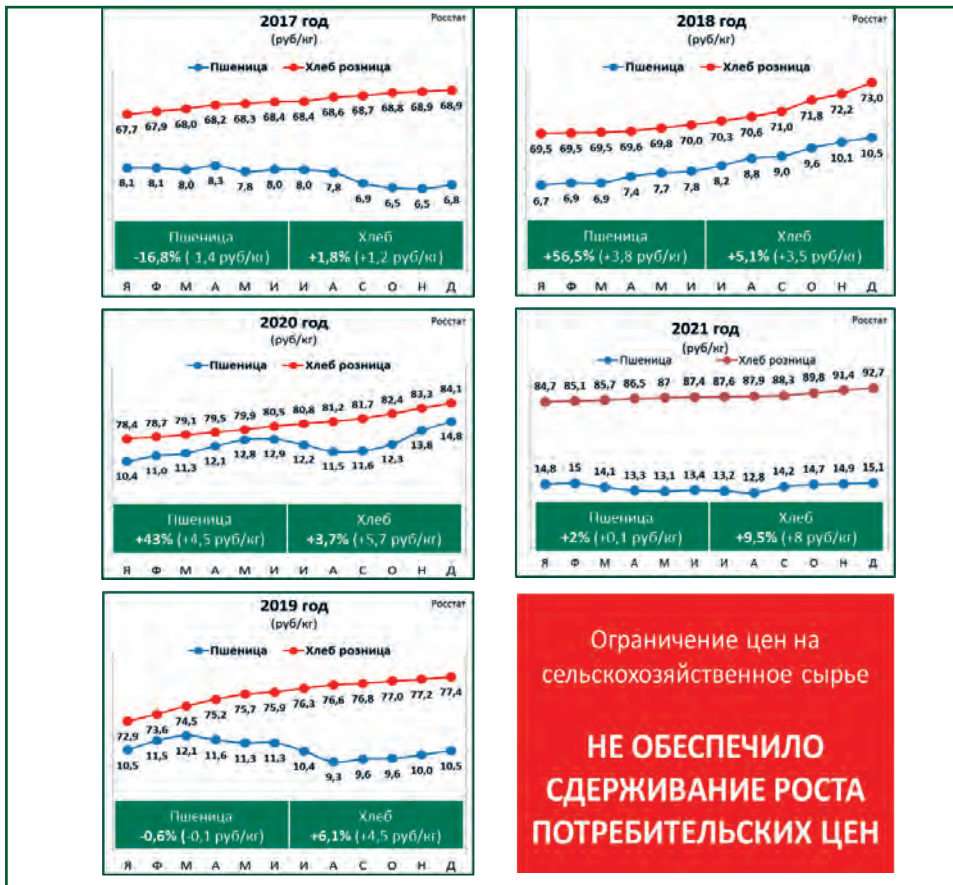 2017 год
Росстат
(руб/кг)
Пшеница Хлеб розница
67,7 67,9 68,0 68,2 68,3 68,4 68,4 68,6 68,7 68,8 68,9 68,9
8,1 8,1 8,0 8,3 7,8 8,0 8,0 7,8 6,9 6,5 6,5 6,8
Пшеница Хлеб
-16,8% (-1,4 руб/кг) +1,8% (+1,2 руб/кг)
Я Ф М А М И И А С О Н Д
2018 год
Росстат
(руб/кг)
Пшеница Хлеб розница
69,5 69,5 69,5 69,6 69,8 70,0 70,3 70,6 71,0 71,8 72,2 73,0
6,7 6,9 6,9 7,4 7,7 7,8 8,2 8,8 9,0 9,6 10,1 10,5
Пшеница Хлеб
+56,5% (+3,8 руб/кг) +5,1% (+3,5 руб/кг)
Я Ф М А М И И А С О Н Д
2020 год
Росстат
(руб/кг)
Пшеница Хлеб розница
78,4 78,7 79,1 79,5 79,9 80,5 80,8 81,2 81,7 82,4 83,3 84,1
10,4 11,0 11,3 12,1 12,8 12,9 12,2 11,5 11,6 12,3 13,8 14,8
Пшеница Хлеб
+43% (+4,5 руб/кг) +3,7% (+5,7 руб/кг)
Я Ф М А М И И А С О Н Д
2021 год
Росстат
(руб/кг)
Пшеница Хлеб розница
84,7 85,1 85,7 86,5 87 87,4 87,6 87,9 88,3 89,8 91,4 92,7
14,8 15 14,1 13,3 13,1 13,4 13,2 12,8 14,2 14,7 14,9 15,1
Пшеница Хлеб
+2% (+0,1 руб/кг) +9,5% (+8 руб/кг)
Я Ф М А М И И А С О Н Д
2019 год
Росстат
(руб/кг)
Пшеница Хлеб розница
72,9 73,6 74,5 75,2 75,7 75,9 76,3 76,6 76,8 77,0 77,2 77,4
10,5 11,5 12,1 11,6 11,3 11,3 10,4 9,3 9,6 9,6 10,0 10,5
Пшеница Хлеб
-0,6% (-0,1 руб/кг) +6,1% (+4,5 руб/кг)
Я Ф М А М И И А С О Н Д
Ограничение цен на
сельскохозяйственное сырье
НЕ ОБЕСПЕЧИЛО
СДЕРЖИВАНИЕ РОСТА
ПОТРЕБИТЕЛЬСКИХ ЦЕН